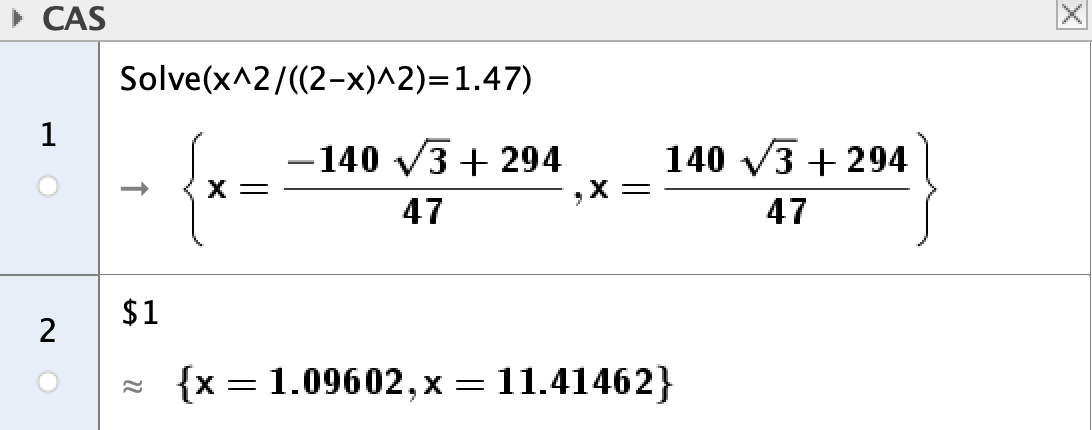 CAS
Solve(x^2/((2-x)^2)=1.47)
1
→ {x = (-140 √3 + 294)/47, x = (140 √3 + 294)/47}
$1
2
≈ {x = 1.09602, x = 11.41462}